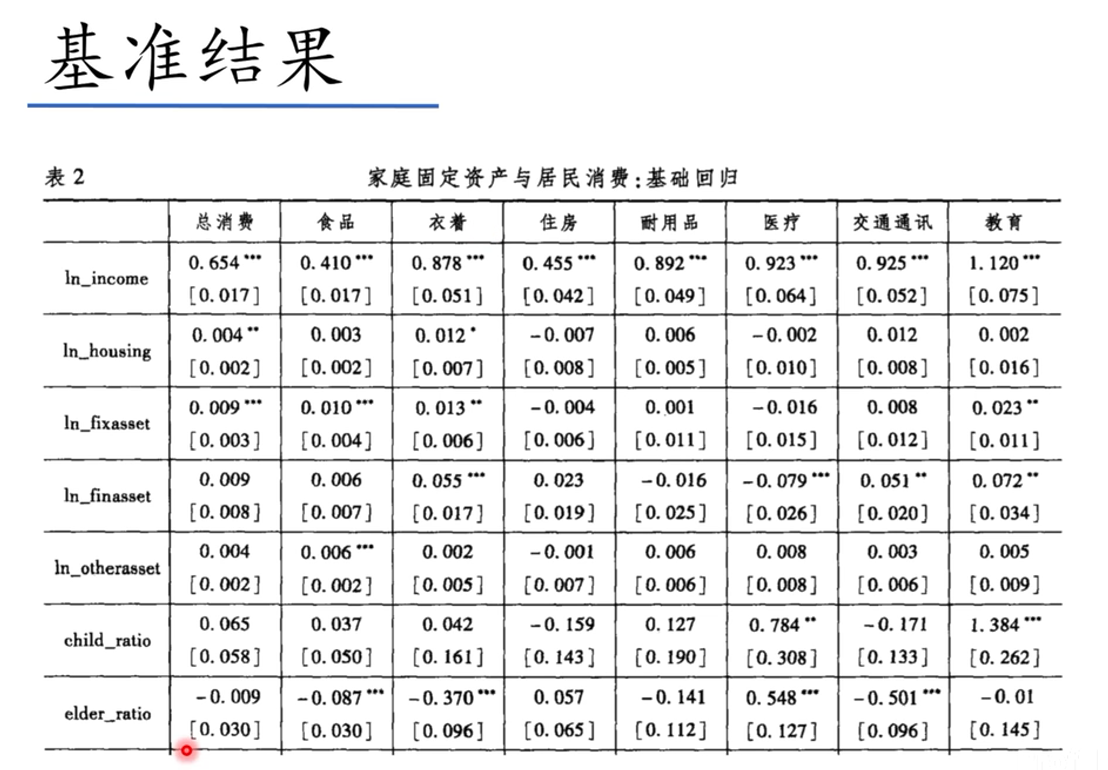 基准结果
表2 家庭固定资产与居民消费:基础回归
总消费 食品 衣着 住房 耐用品 医疗 交通通讯 教育
ln_income 0.654*** 0.410*** 0.878*** 0.455*** 0.892*** 0.923*** 0.925*** 1.120***
[0.017] [0.017] [0.051] [0.042] [0.049] [0.064] [0.052] [0.075]
ln_housing 0.004** 0.003 0.012* -0.007 0.006 -0.002 0.012 0.002
[0.002] [0.002] [0.007] [0.008] [0.005] [0.010] [0.008] [0.016]
ln_fixasset 0.009*** 0.010*** 0.013** -0.004 0.001 -0.016 0.008 0.023**
[0.003] [0.004] [0.006] [0.006] [0.011] [0.015] [0.012] [0.011]
ln_finasset 0.009 0.006 0.055*** 0.023 -0.016 -0.079*** 0.051** 0.072**
[0.008] [0.007] [0.017] [0.019] [0.025] [0.026] [0.020] [0.034]
ln_otherasset 0.004 0.006*** 0.002 -0.001 0.006 0.008 0.003 0.005
[0.002] [0.002] [0.005] [0.007] [0.006] [0.008] [0.006] [0.009]
child_ratio 0.065 0.037 0.042 -0.159 0.127 0.784** -0.171 1.384***
[0.058] [0.050] [0.161] [0.143] [0.190] [0.308] [0.133] [0.262]
elder_ratio -0.009 -0.087*** -0.370*** 0.057 -0.141 0.548*** -0.501*** -0.01
[0.030] [0.030] [0.096] [0.065] [0.112] [0.127] [0.096] [0.145]